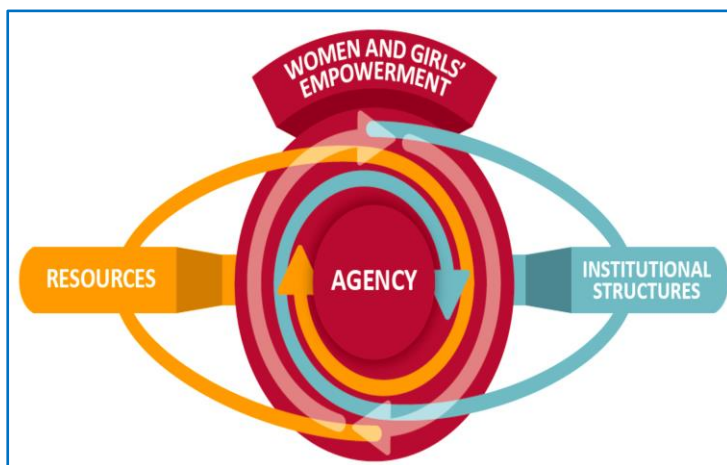 WOMEN AND GIRLS'
EMPOWERMENT
RESOURCES
AGENCY
INSTITUTIONAL
STRUCTURES